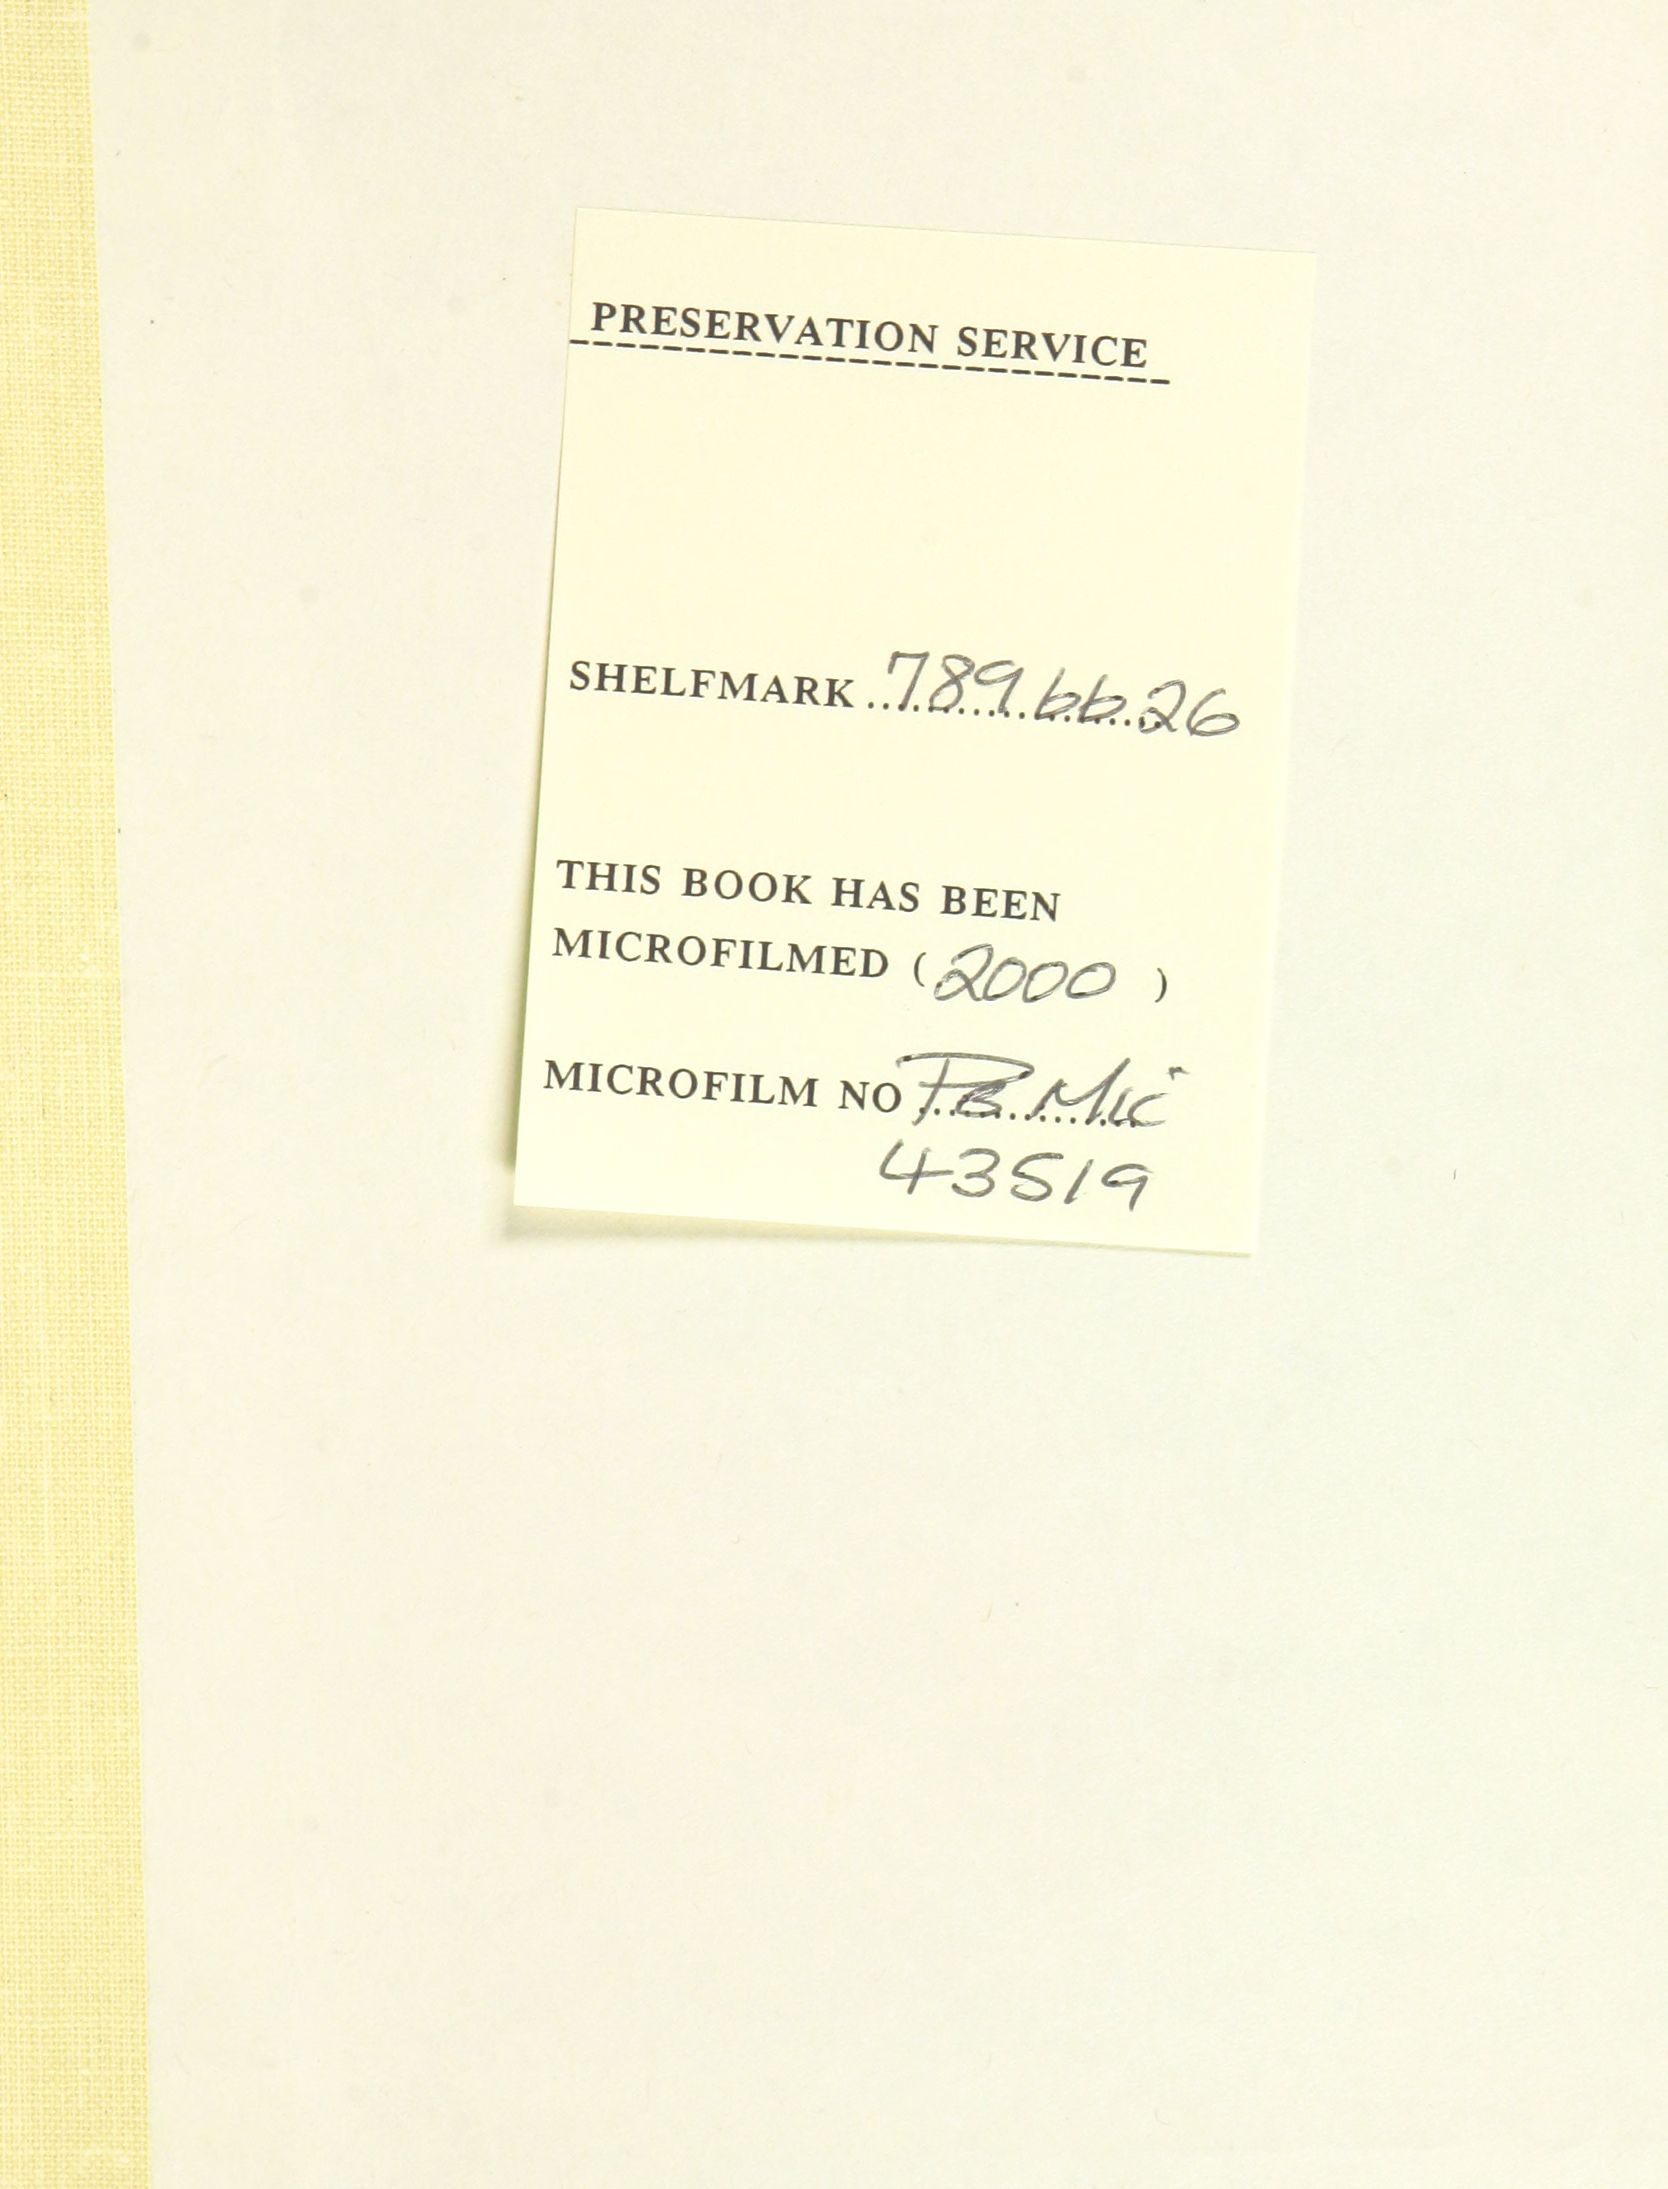 PRESERVATION SERVICE
SHELFMARK 789.bb.26
THIS BOOK HAS BEEN
MICROFILMED (2000)
MICROFILM NO PB Mic
43519